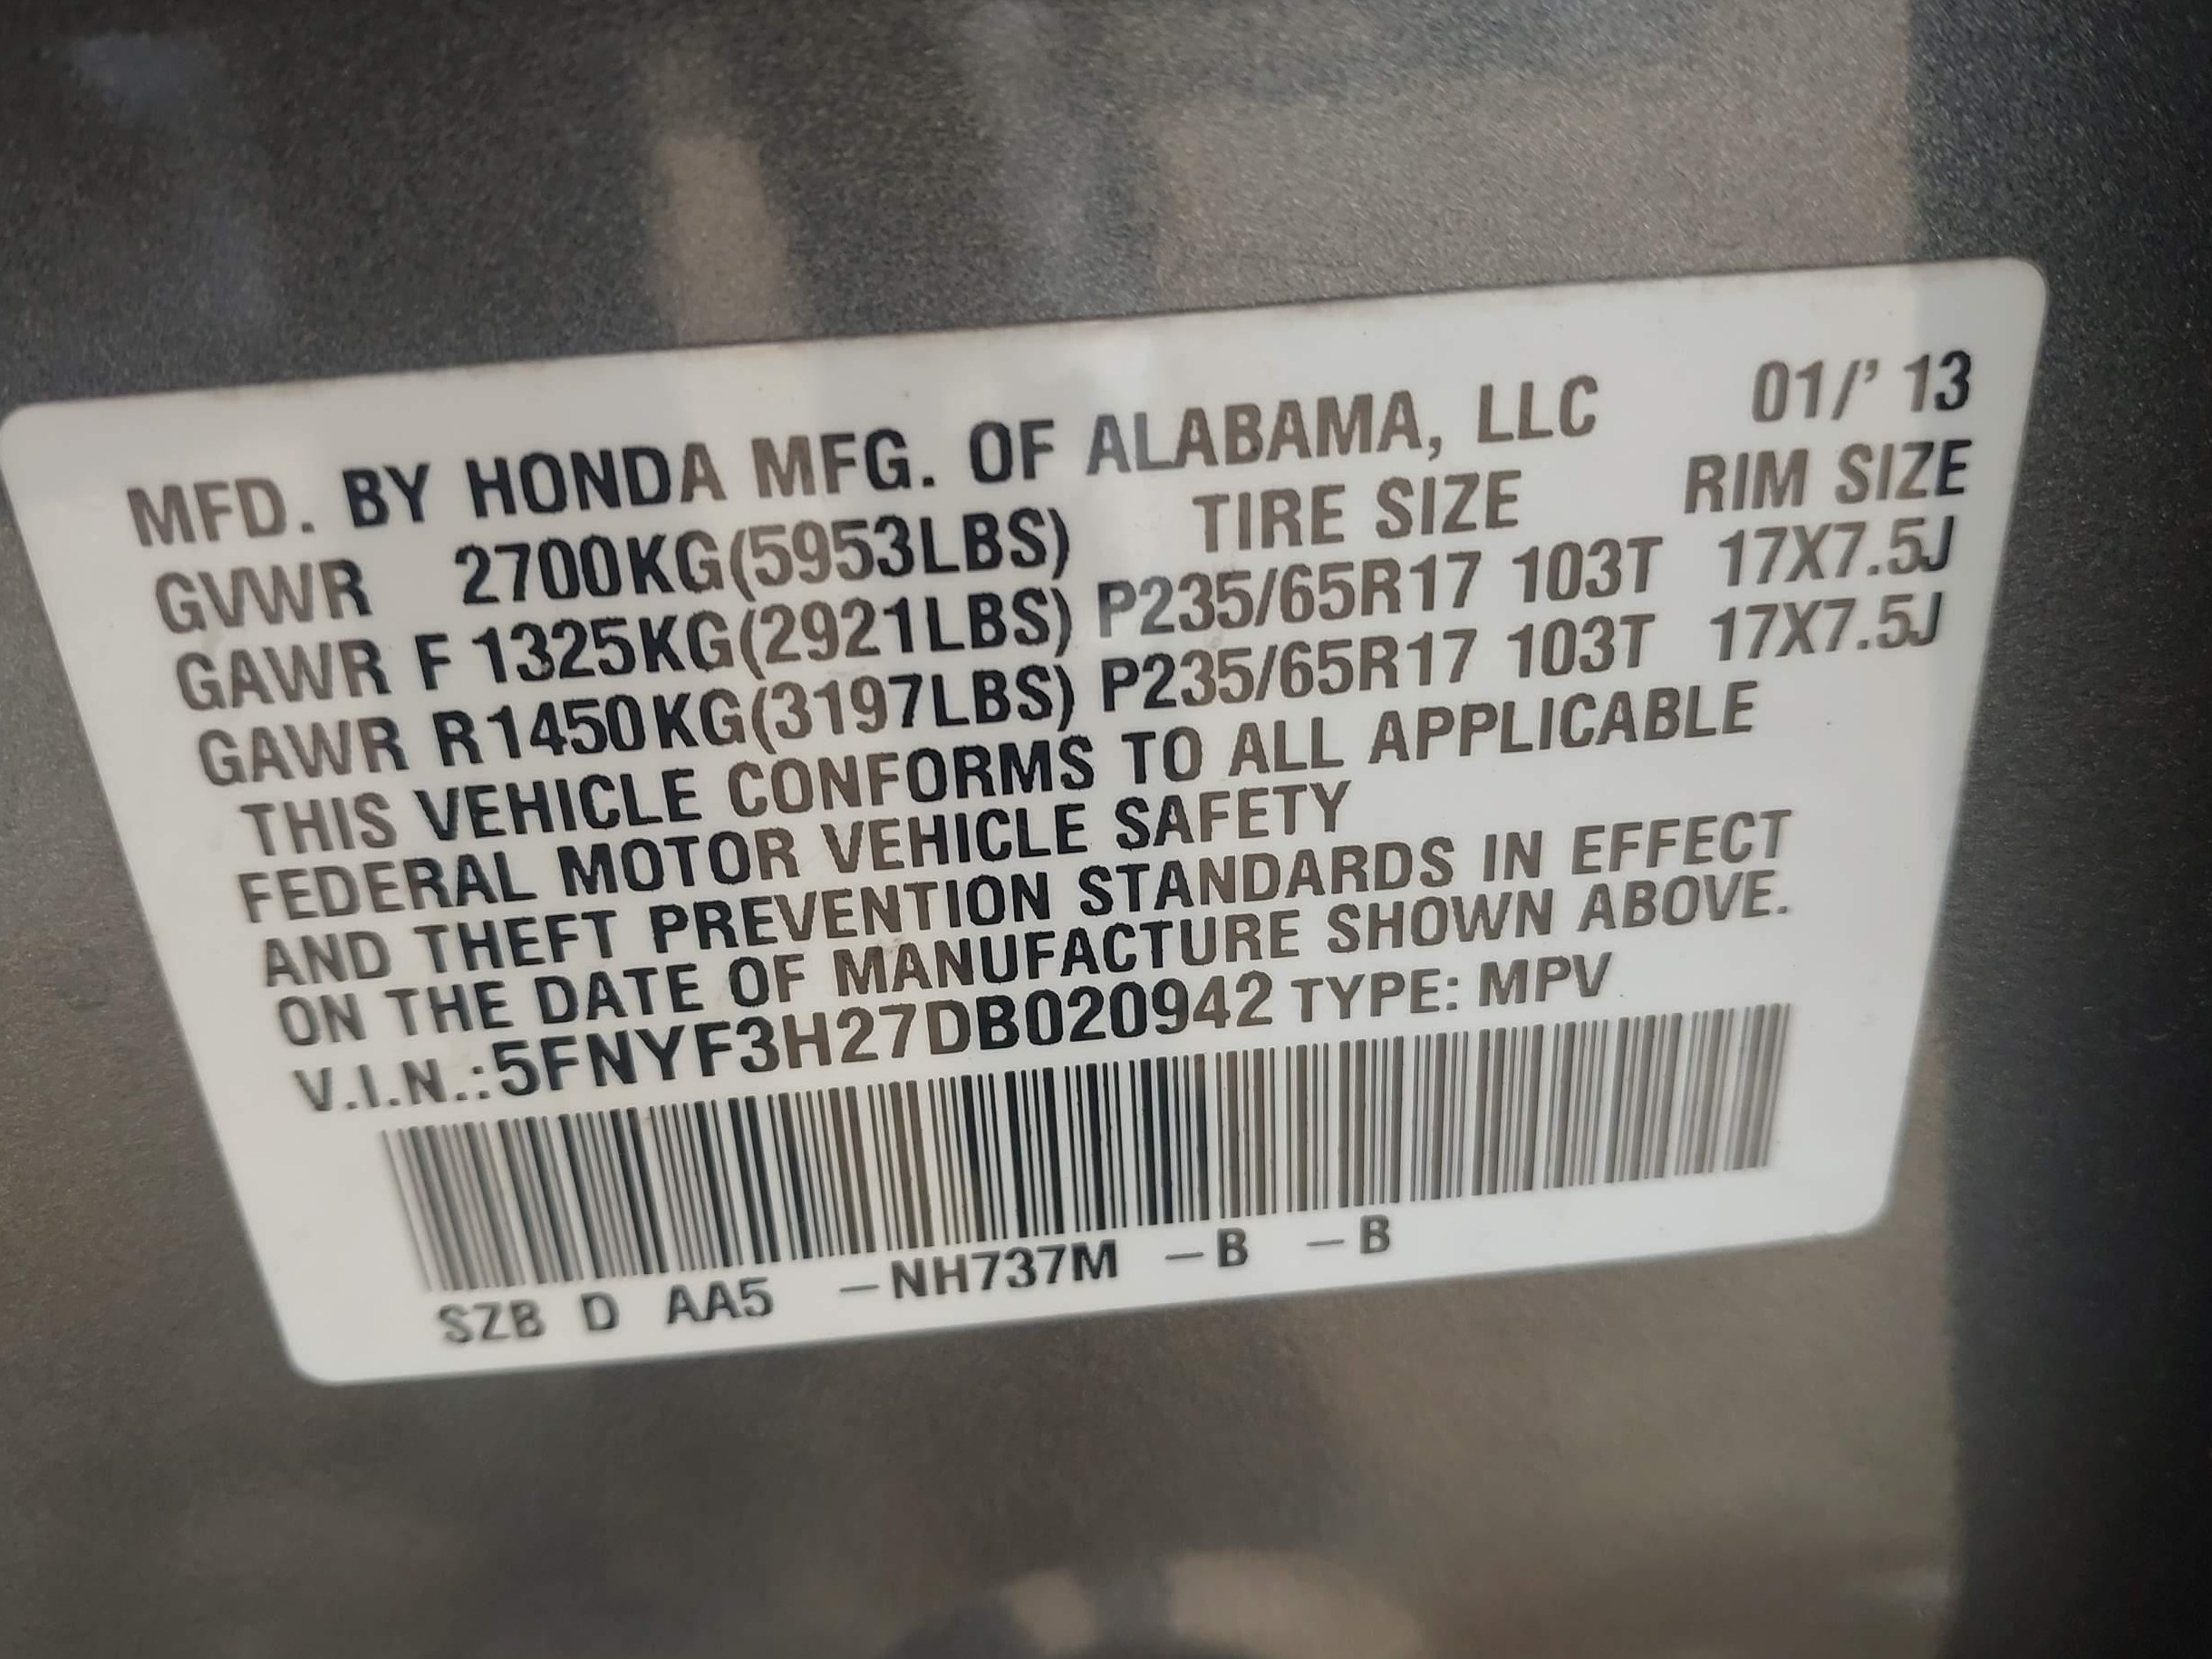 MFD. BY HONDA MFG. OF ALABAMA, LLC 01/' 13
GVWR 2700KG(5953LBS) TIRE SIZE RIM SIZE
GAWR F 1325KG(2921LBS) P235/65R17 103T 17X7.5J
GAWR R1450KG(3197LBS) P235/65R17 103T 17X7.5J
THIS VEHICLE CONFORMS TO ALL APPLICABLE
FEDERAL MOTOR VEHICLE SAFETY
AND THEFT PREVENTION STANDARDS IN EFFECT
ON THE DATE OF MANUFACTURE SHOWN ABOVE.
V.I.N.:5FNYF3H27DB020942 TYPE: MPV
SZB D AA5 –NH737M –B –B